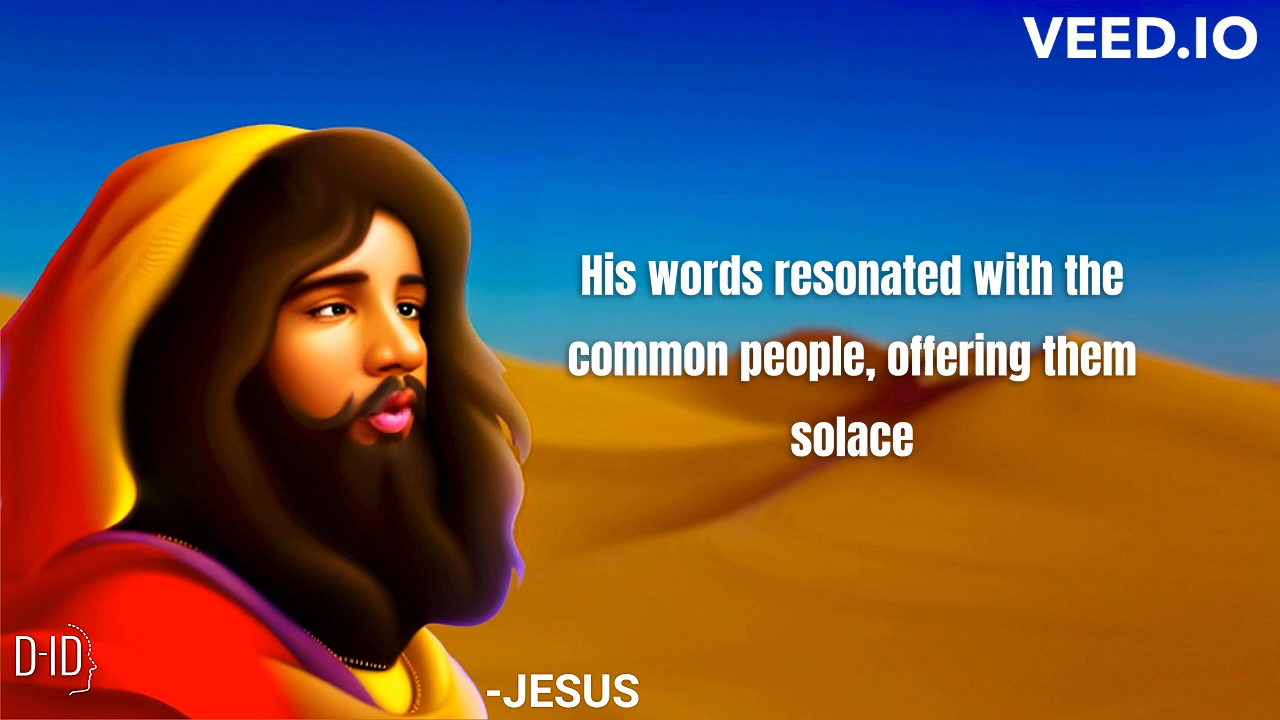 VEED.IO
His words resonated with the
common people, offering them
solace
D-ID
-JESUS